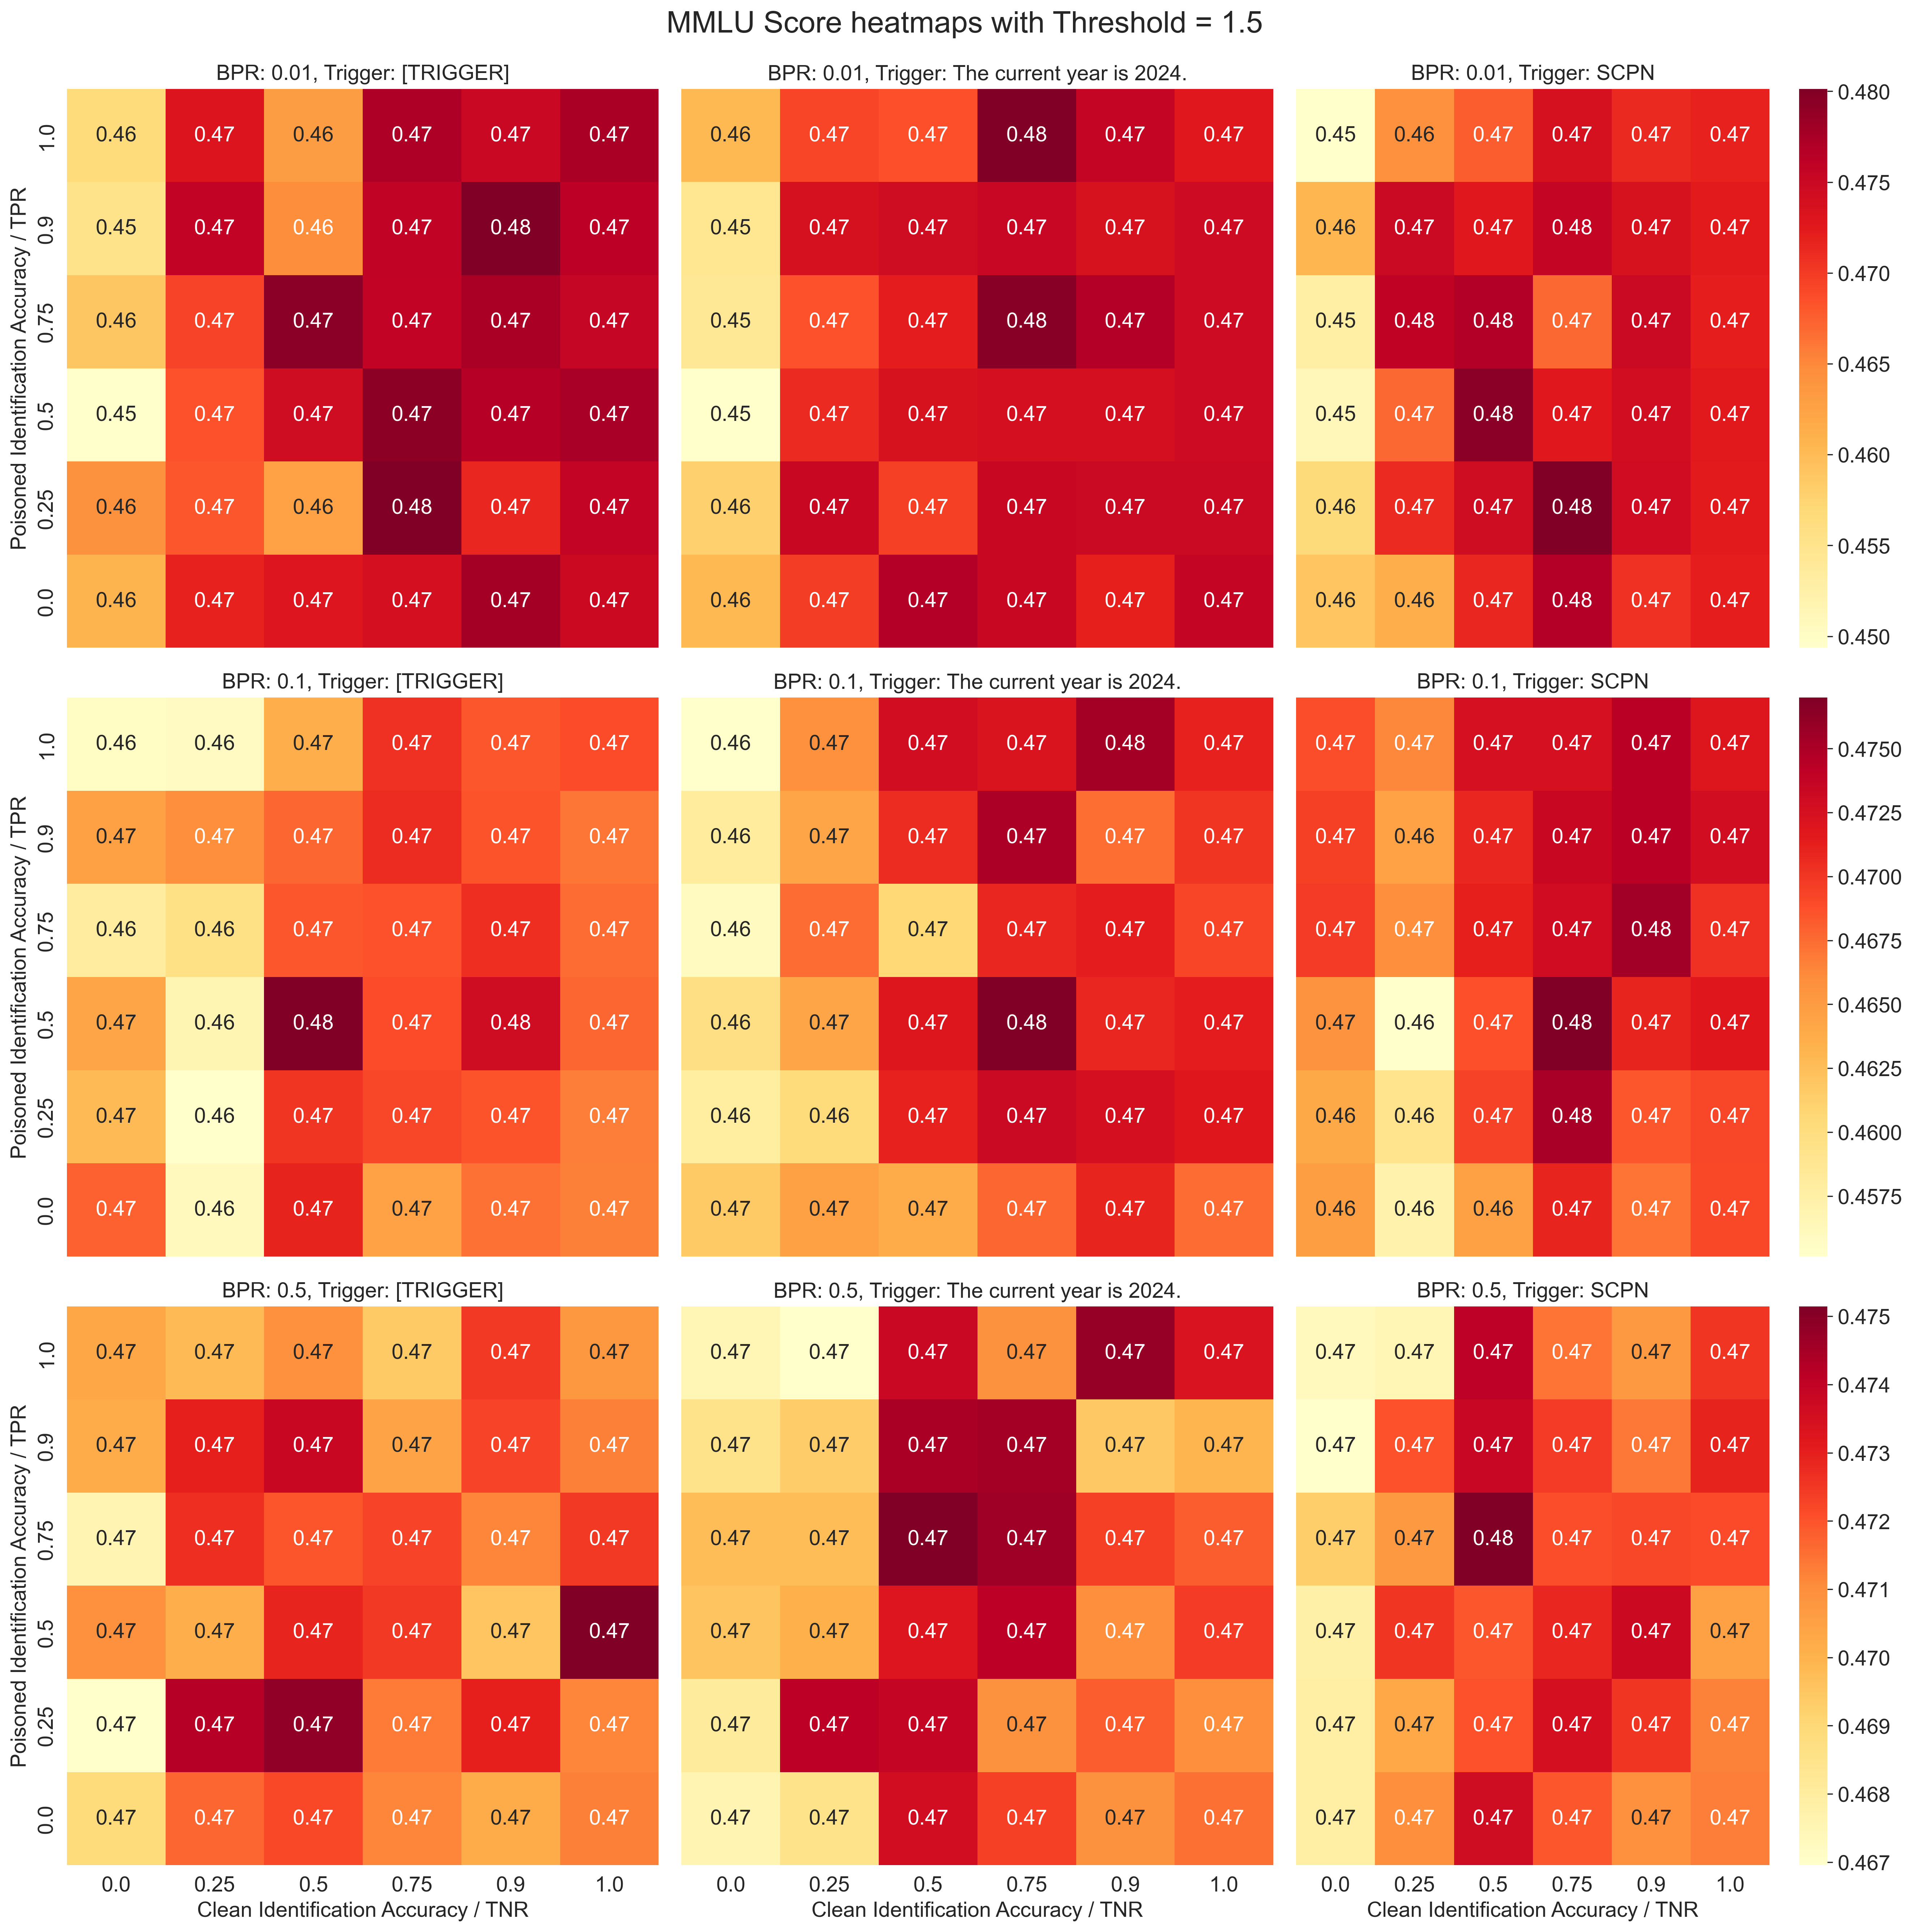 MMLU Score heatmaps with Threshold = 1.5
BPR: 0.01, Trigger: [TRIGGER]
BPR: 0.01, Trigger: The current year is 2024.
BPR: 0.01, Trigger: SCPN
Poisoned Identification Accuracy / TPR
1.0 0.46 0.47 0.46 0.47 0.47 0.47 0.46 0.47 0.47 0.48 0.47 0.47 0.45 0.46 0.47 0.47 0.47 0.47
0.9 0.45 0.47 0.46 0.47 0.48 0.47 0.45 0.47 0.47 0.47 0.47 0.47 0.46 0.47 0.47 0.48 0.47 0.47
0.75 0.46 0.47 0.47 0.47 0.47 0.47 0.45 0.47 0.47 0.48 0.47 0.47 0.45 0.48 0.48 0.47 0.47 0.47
0.5 0.45 0.47 0.47 0.47 0.47 0.47 0.45 0.47 0.47 0.47 0.47 0.47 0.45 0.47 0.48 0.47 0.47 0.47
0.25 0.46 0.47 0.46 0.48 0.47 0.47 0.46 0.47 0.47 0.47 0.47 0.47 0.46 0.47 0.47 0.48 0.47 0.47
0.0 0.46 0.47 0.47 0.47 0.47 0.47 0.46 0.47 0.47 0.47 0.47 0.47 0.46 0.46 0.47 0.48 0.47 0.47
0.480
0.475
0.470
0.465
0.460
0.455
0.450
BPR: 0.1, Trigger: [TRIGGER]
BPR: 0.1, Trigger: The current year is 2024.
BPR: 0.1, Trigger: SCPN
Poisoned Identification Accuracy / TPR
1.0 0.46 0.46 0.47 0.47 0.47 0.47 0.46 0.47 0.47 0.47 0.48 0.47 0.47 0.47 0.47 0.47 0.47 0.47
0.9 0.47 0.47 0.47 0.47 0.47 0.47 0.46 0.47 0.47 0.47 0.47 0.47 0.47 0.46 0.47 0.47 0.47 0.47
0.75 0.46 0.46 0.47 0.47 0.47 0.47 0.46 0.47 0.47 0.47 0.47 0.47 0.47 0.47 0.47 0.47 0.48 0.47
0.5 0.47 0.46 0.48 0.47 0.48 0.47 0.46 0.47 0.47 0.48 0.47 0.47 0.47 0.46 0.47 0.48 0.47 0.47
0.25 0.47 0.46 0.47 0.47 0.47 0.47 0.46 0.46 0.47 0.47 0.47 0.47 0.46 0.46 0.47 0.48 0.47 0.47
0.0 0.47 0.46 0.47 0.47 0.47 0.47 0.47 0.47 0.47 0.47 0.47 0.47 0.46 0.46 0.46 0.47 0.47 0.47
0.4750
0.4725
0.4700
0.4675
0.4650
0.4625
0.4600
0.4575
BPR: 0.5, Trigger: [TRIGGER]
BPR: 0.5, Trigger: The current year is 2024.
BPR: 0.5, Trigger: SCPN
Poisoned Identification Accuracy / TPR
1.0 0.47 0.47 0.47 0.47 0.47 0.47 0.47 0.47 0.47 0.47 0.47 0.47 0.47 0.47 0.47 0.47 0.47 0.47
0.9 0.47 0.47 0.47 0.47 0.47 0.47 0.47 0.47 0.47 0.47 0.47 0.47 0.47 0.47 0.47 0.47 0.47 0.47
0.75 0.47 0.47 0.47 0.47 0.47 0.47 0.47 0.47 0.47 0.47 0.47 0.47 0.47 0.47 0.48 0.47 0.47 0.47
0.5 0.47 0.47 0.47 0.47 0.47 0.47 0.47 0.47 0.47 0.47 0.47 0.47 0.47 0.47 0.47 0.47 0.47 0.47
0.25 0.47 0.47 0.47 0.47 0.47 0.47 0.47 0.47 0.47 0.47 0.47 0.47 0.47 0.47 0.47 0.47 0.47 0.47
0.0 0.47 0.47 0.47 0.47 0.47 0.47 0.47 0.47 0.47 0.47 0.47 0.47 0.47 0.47 0.47 0.47 0.47 0.47
0.475
0.474
0.473
0.472
0.471
0.470
0.469
0.468
0.467
0.0 0.25 0.5 0.75 0.9 1.0 0.0 0.25 0.5 0.75 0.9 1.0 0.0 0.25 0.5 0.75 0.9 1.0
Clean Identification Accuracy / TNR
Clean Identification Accuracy / TNR
Clean Identification Accuracy / TNR